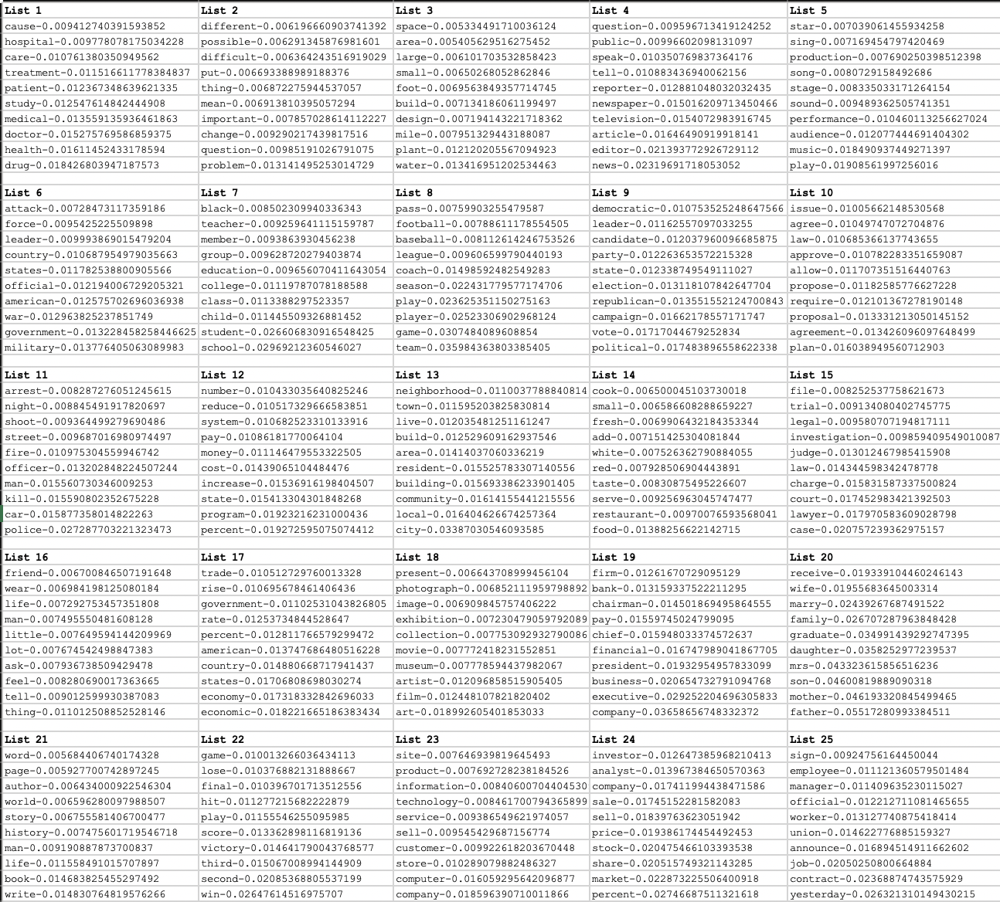 List 1 List 2 List 3 List 4 List 5
cause-0.009412740391593852 different-0.006196660903741392 space-0.005334491710036124 question-0.009596713419124252 star-0.007039061455934258
hospital-0.009778078175034228 possible-0.006291345876980601 area-0.005405629516275452 public-0.00996602098131097 sing-0.007169454797420469
care-0.010761380350949562 difficult-0.006364243516919029 large-0.006101703532858423 speak-0.010350769837364176 production-0.007690250398512398
treatment-0.011516611778384837 put-0.00669338898918837​6 small-0.00650268052862846 tell-0.010883436940062156 song-0.0080729158492686
patient-0.012367348639621335 thing-0.006872275944537057 foot-0.0069563849357714745 reporter-0.012881048032032435 stage-0.008335033171264154
study-0.012547614842444908 mean-0.006913810395057294 build-0.007134186061199497 newspaper-0.015016209713450466 sound-0.009489362505741351
medical-0.013559135936461863 important-0.007857028614112227 design-0.007194143221718362 television-0.0154072983916745 performance-0.010460113256627024
doctor-0.015275769586859375 change-0.009290217439817516 mile-0.007951329443188087 article-0.01646490919918141 audience-0.012077444691404302
health-0.01611452433178594 question-0.00985191026791075 plant-0.012120205567094923 editor-0.021393772926729112 music-0.018490937449271397
drug-0.018426803947187573 problem-0.013141495253014729 water-0.013416951202534463 news-0.02319691718053052 play-0.01908561997256016
List 6 List 7 List 8 List 9 List 10
attack-0.00728473117359186 black-0.008502309940336343 pass-0.00759903255479587 democratic-0.010753525248647566 issue-0.01005662148530568
force-0.0095425225509898 teacher-0.009259641115159787 football-0.00788611178554505 leader-0.01162557097033255 agree-0.01049747072704876
leader-0.009993869015479204 member-0.0093863930456238 baseball-0.008112614246753526 candidate-0.012037960096685875 law-0.010685366137743655
country-0.010687954979035663 group-0.009628720279403874 league-0.009606599790440193 party-0.012263653572215328 approve-0.010782283351659087
states-0.011782538800905566 education-0.009656070411643054 coach-0.01498592482549283 state-0.012338749549111027 allow-0.011707351516440763
official-0.012194006729205321 college-0.01119787078188588 season-0.022431779577174706 election-0.013118107842647704 propose-0.01182585776627228
american-0.012575702696036938 class-0.0113388297523357 play-0.023625351150275163 republican-0.013551552124700843 require-0.012101367278190148
war-0.012963825237851749 child-0.011445509326881452 player-0.02523306902968124 campaign-0.01662178557171747 proposal-0.013331213050145152
government-0.013228458258446625 student-0.026606830916548425 game-0.0307484089608854 vote-0.01717044679252834 agreement-0.013426096097648499
military-0.013776405063089983 school-0.02969212360546027 team-0.035984363803385405 political-0.017483896558622338 plan-0.016038949560712903
List 11 List 12 List 13 List 14 List 15
arrest-0.008287276051245615 number-0.010433035640825246 neighborhood-0.0110037788840814 cook-0.006500045103730018 file-0.008252537758621673
night-0.008845491917820697 reduce-0.010517329666583851 town-0.011595203825830814 small-0.006586608288659227 trial-0.009134080402745775
shoot-0.009364499279690486 system-0.010682523310133916 live-0.012035481251161247 fresh-0.0069906432184353344 legal-0.009580707194817111
street-0.009687016980974497 pay-0.01086181770064104 build-0.012529609162937546 add-0.007151425304081844 investigation-0.0098594095490​10087
fire-0.010975304559946742 money-0.011146479553322505 area-0.01414037060336219 white-0.007526362790884055 judge-0.013012467985415908
officer-0.013202848224507244 cost-0.01439065104484476 resident-0.015525783307140556 red-0.007928506904443891 law-0.014344598342478778
man-0.015560730346009253 increase-0.01536916198404507 building-0.015693386233901405 taste-0.00830875495226607 charge-0.015831587337500824
kill-0.015590802352675228 state-0.015413304301848268 community-0.01614155441215556 serve-0.009256963045747477 court-0.017452983421392503
car-0.015877358014822263 program-0.01923216231000436 local-0.016404626674257364 restaurant-0.00970076593568041 lawyer-0.017970583609028798
police-0.027287703221323473 percent-0.019272595075074412 city-0.03387030546093585 food-0.01388256622142715 case-0.020757239362975157
List 16 List 17 List 18 List 19 List 20
friend-0.006700846507191648 trade-0.010512729760013328 present-0.006643708999456104 firm-0.01261670729095129 receive-0.019339104460246143
wear-0.006984198125080184 rise-0.010695678461406436 photograph-0.006852111959798892 bank-0.013159337522211295 wife-0.01955683645003314
life-0.007292753457351808 government-0.01102531043826805 image-0.006909845757406222 chairman-0.014501869495864555 marry-0.02439267687491522
man-0.007495550481608128 rate-0.01253734844528647 exhibition-0.007230479059792089 pay-0.01559745024799095 family-0.026707287963848428
little-0.007649594144209969 percent-0.012811766579299472 collection-0.007753092932790086 chief-0.015948033374572637 graduate-0.034991439292747395
lot-0.00767454249884​7383 american-0.013747686480516228 movie-0.007772418231552851 financial-0.016747989041867705 daughter-0.0358252977239537
ask-0.007936738509429478 country-0.014880668717941437 museum-0.007778594437982067 president-0.01932954957833099 mrs-0.043323615856516236
feel-0.008280690017363665 states-0.01706808698030274 artist-0.012096858515905405 business-0.020654732791094768 son-0.04600819889090318
tell-0.009012599930387083 economy-0.017318332842696033 film-0.012448107821820402 executive-0.029252204696305833 mother-0.046193320845499465
thing-0.011012508852528146 economic-0.018221665186383434 art-0.018992605401853033 company-0.03658656748332372 father-0.05517280993384511
List 21 List 22 List 23 List 24 List 25
word-0.005684406740174328 game-0.010013266036434113 site-0.007646939819645493 investor-0.012647385968210413 sign-0.00924756164450044
page-0.005927700742897245 lose-0.010376882131888667 product-0.007692728238184526 analyst-0.013967384650570363 employee-0.011121360579501484
author-0.006434000922546304 final-0.010396701713512556 information-0.00840600704404530 company-0.017411994438471586 manager-0.011409635230115027
world-0.006596280097988507 hit-0.011277215682222879 technology-0.008461700794365899 sale-0.01745152281582083 official-0.012212711081465655
story-0.006755581406700477 play-0.01155546255095985 service-0.009386549621974057 sell-0.01839763623051942 worker-0.013127740875418414
history-0.007475601719546718 score-0.013362898116819136 sell-0.009545429687156774 price-0.019386174454492453 union-0.014622776885159327
man-0.009190887873700837 victory-0.014641790043768577 customer-0.009922618203670448 stock-0.020475466103393538 announce-0.016894514911662602
life-0.011558491015707897 third-0.015067008994144909 store-0.010289079882486327 share-0.020515749321143285 job-0.02050250800664884
book-0.014683825455297492 second-0.02085368805537199 computer-0.016059295642096877 market-0.022873225506400918 contract-0.02368874743575929
write-0.014830764819576266 win-0.02647614516975707 company-0.018596390710011866 percent-0.02746687511321618 yesterday-0.026321310149430215